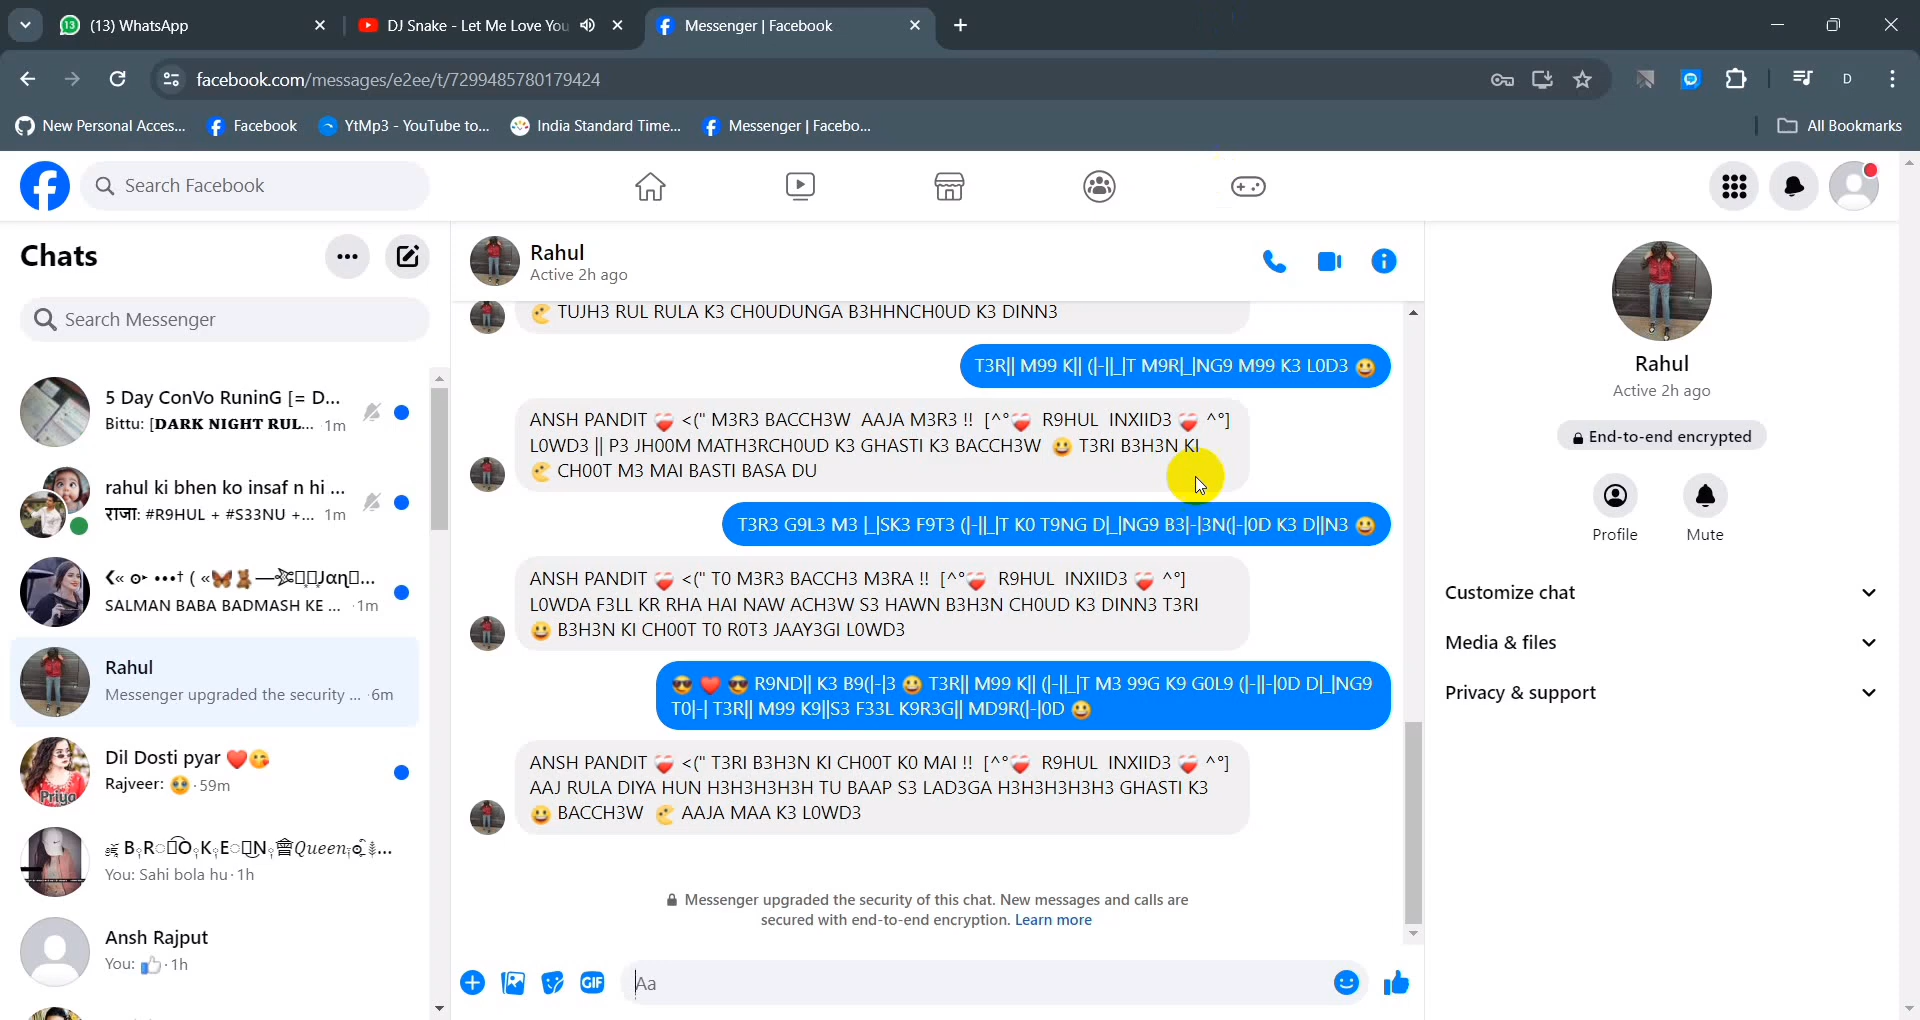 (13) WhatsApp
DJ Snake - Let Me Love You
Messenger | Facebook
facebook.com/messages/e2ee/t/7299485780179424
D
New Personal Acces...
Facebook
YtMp3 - YouTube to...
India Standard Time...
Messenger | Facebo...
All Bookmarks
Search Facebook
Chats
Search Messenger
5 Day ConVo RuninG [= D...
Bittu: [DARK NIGHT RUL... 1m
rahul ki bhen ko insaf n hi ...
राजा: #R9HUL + #S33NU +... 1m
SALMAN BABA BADMASH KE ... · 1m
Rahul
Messenger upgraded the security ... · 6m
Dil Dosti pyar ❤️😘
Rajveer: 🥹 · 59m
Priya
Queen
You: Sahi bola hu · 1h
Ansh Rajput
You: 👍 · 1h
Rahul
Active 2h ago
TUJH3 RUL RULA K3 CH0UDUNGA B3HHNCH0UD K3 DINN3
T3R|| M99 K|| (|-||_|T M9R|_|NG9 M99 K3 L0D3 😀
ANSH PANDIT ❤️‍🩹 <(" M3R3 BACCH3W AAJA M3R3 !! [^°❤️‍🩹 R9HUL INXIID3 ❤️‍🩹 ^°]
L0WD3 || P3 JH00M MATH3RCH0UD K3 GHASTI K3 BACCH3W 😀 T3RI B3H3N KI
CH00T M3 MAI BASTI BASA DU
T3R3 G9L3 M3 |_|SK3 F9T3 (|-||_|T K0 T9NG D|_|NG9 B3|-|3N(|-|0D K3 D||N3 😀
ANSH PANDIT ❤️‍🩹 <(" T0 M3R3 BACCH3 M3RA !! [^°❤️‍🩹 R9HUL INXIID3 ❤️‍🩹 ^°]
L0WDA F3LL KR RHA HAI NAW ACH3W S3 HAWN B3H3N CH0UD K3 DINN3 T3RI
😀 B3H3N KI CH00T T0 R0T3 JAAY3GI L0WD3
😎 ❤️ 😎 R9ND|| K3 B9(|-|3 😀 T3R|| M99 K|| (|-||_|T M3 99G K9 G0L9 (|-||-|0D D|_|NG9
T0|-| T3R|| M99 K9||S3 F33L K9R3G|| MD9R(|-|0D 😀
ANSH PANDIT ❤️‍🩹 <(" T3RI B3H3N KI CH00T K0 MAI !! [^°❤️‍🩹 R9HUL INXIID3 ❤️‍🩹 ^°]
AAJ RULA DIYA HUN H3H3H3H3H TU BAAP S3 LAD3GA H3H3H3H3H3 GHASTI K3
😀 BACCH3W AAJA MAA K3 L0WD3
Messenger upgraded the security of this chat. New messages and calls are
secured with end-to-end encryption. Learn more
GIF
Aa
Rahul
Active 2h ago
End-to-end encrypted
Profile
Mute
Customize chat
Media & files
Privacy & support